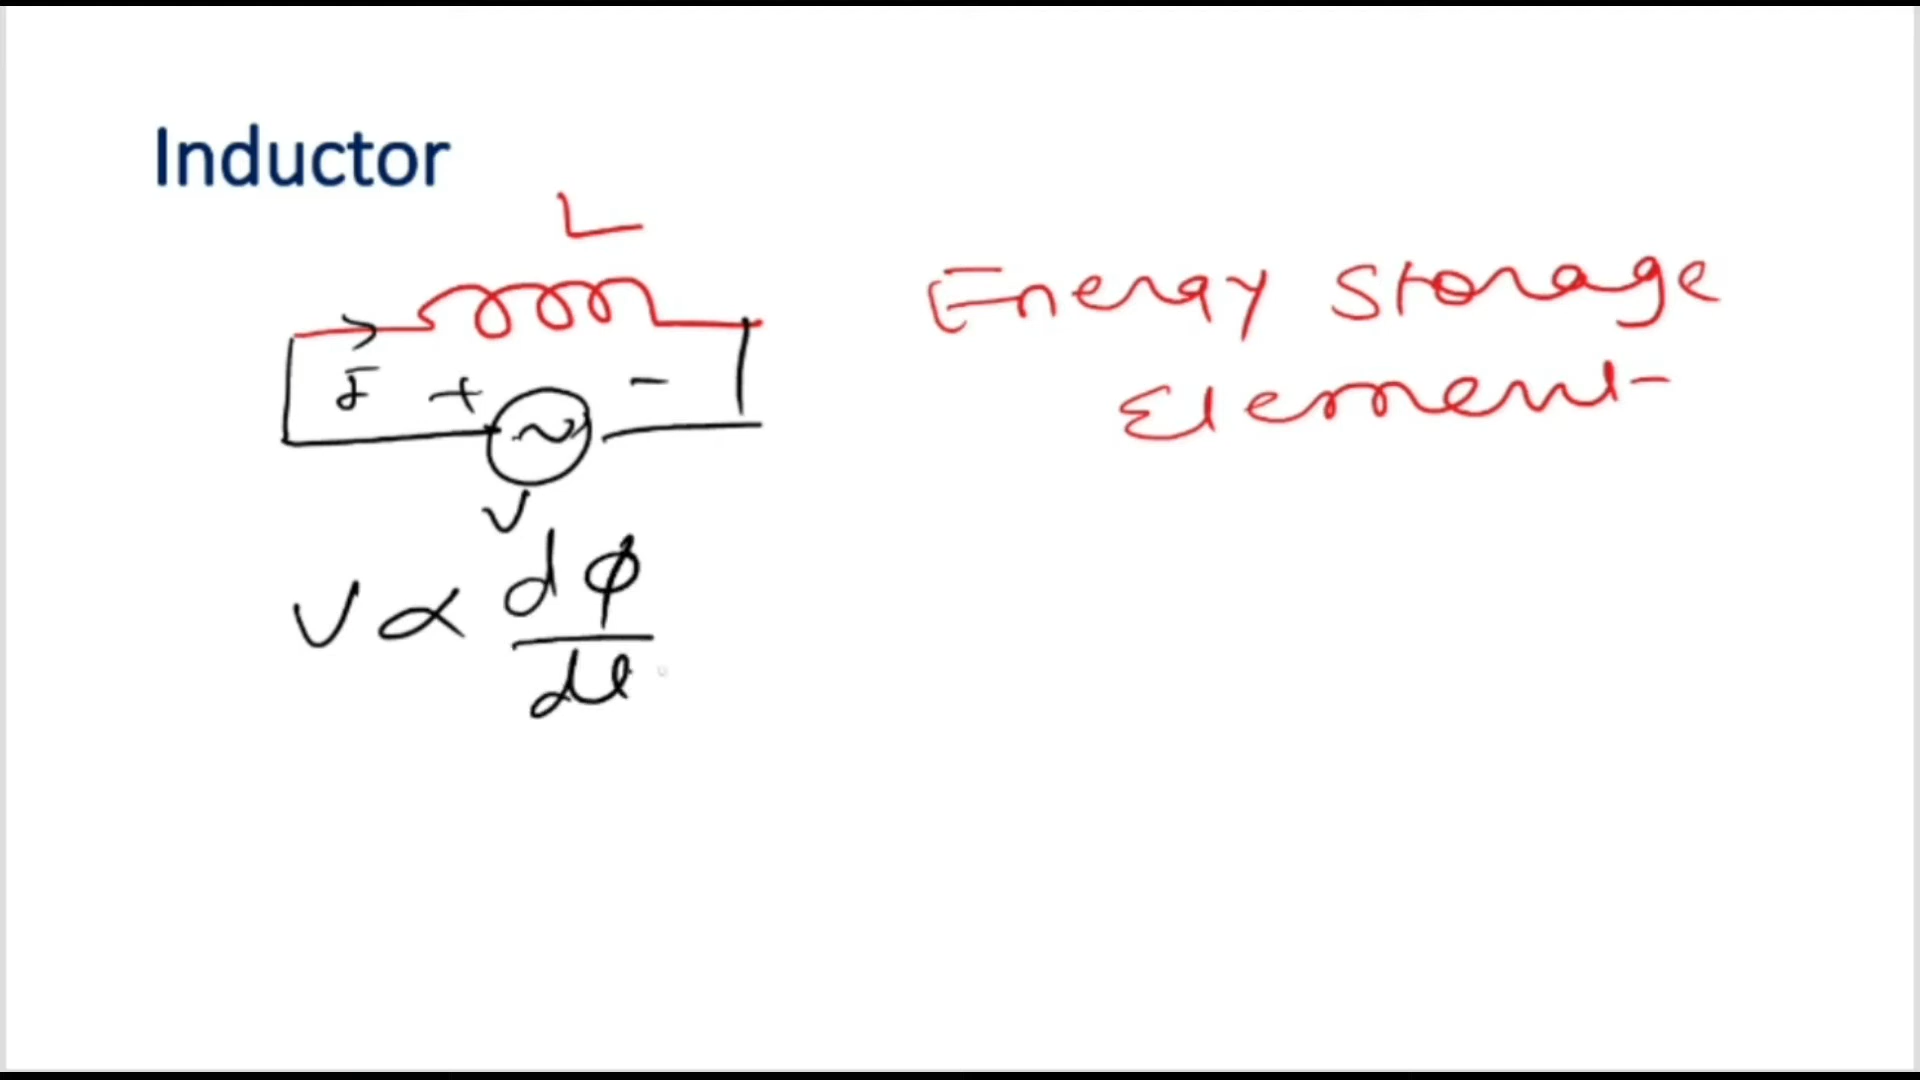 Inductor
L
Energy Storage
Element
+ -
V
V ∝ dφ/dt